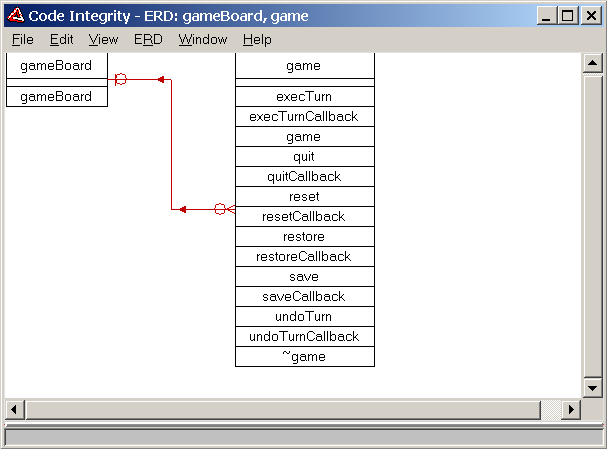 Code Integrity - ERD: gameBoard, game
File Edit View ERD Window Help
gameBoard
gameBoard
game
execTurn
execTurnCallback
game
quit
quitCallback
reset
resetCallback
restore
restoreCallback
save
saveCallback
undoTurn
undoTurnCallback
~game